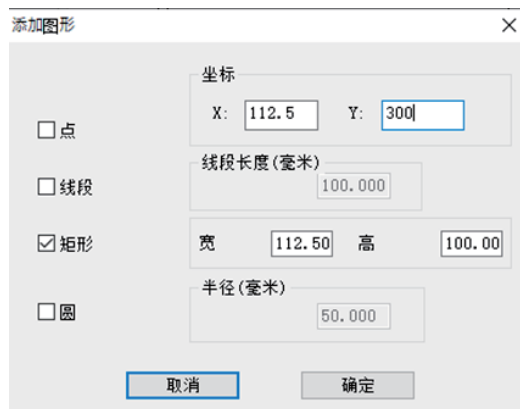 添加图形
坐标
X: 112.5 Y: 300
点
线段长度(毫米)
线段 100.000
矩形 宽 112.50 高 100.00
半径(毫米)
圆 50.000
取消 确定